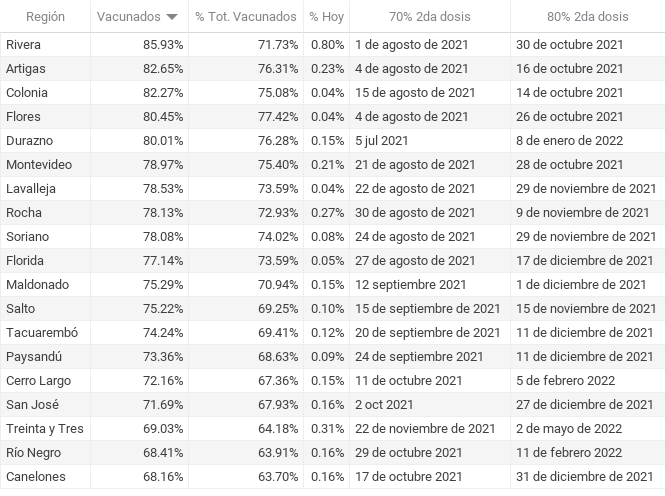 Región Vacunados % Tot. Vacunados % Hoy 70% 2da dosis 80% 2da dosis
Rivera 85.93% 71.73% 0.80% 1 de agosto de 2021 30 de octubre 2021
Artigas 82.65% 76.31% 0.23% 4 de agosto de 2021 16 de octubre 2021
Colonia 82.27% 75.08% 0.04% 15 de agosto de 2021 14 de octubre 2021
Flores 80.45% 77.42% 0.04% 4 de agosto de 2021 26 de octubre 2021
Durazno 80.01% 76.28% 0.15% 5 jul 2021 8 de enero de 2022
Montevideo 78.97% 75.40% 0.21% 21 de agosto de 2021 28 de octubre 2021
Lavalleja 78.53% 73.59% 0.04% 22 de agosto de 2021 29 de noviembre de 2021
Rocha 78.13% 72.93% 0.27% 30 de agosto de 2021 9 de noviembre de 2021
Soriano 78.08% 74.02% 0.08% 24 de agosto de 2021 29 de noviembre de 2021
Florida 77.14% 73.59% 0.05% 27 de agosto de 2021 17 de diciembre de 2021
Maldonado 75.29% 70.94% 0.15% 12 septiembre 2021 1 de diciembre de 2021
Salto 75.22% 69.25% 0.10% 15 de septiembre de 2021 15 de noviembre de 2021
Tacuarembó 74.24% 69.41% 0.12% 20 de septiembre de 2021 11 de diciembre de 2021
Paysandú 73.36% 68.63% 0.09% 24 de septiembre 2021 11 de diciembre de 2021
Cerro Largo 72.16% 67.36% 0.15% 11 de octubre 2021 5 de febrero 2022
San José 71.69% 67.93% 0.16% 2 oct 2021 27 de diciembre de 2021
Treinta y Tres 69.03% 64.18% 0.31% 22 de noviembre de 2021 2 de mayo de 2022
Río Negro 68.41% 63.91% 0.16% 29 de octubre 2021 11 de febrero 2022
Canelones 68.16% 63.70% 0.16% 17 de octubre 2021 31 de diciembre de 2021